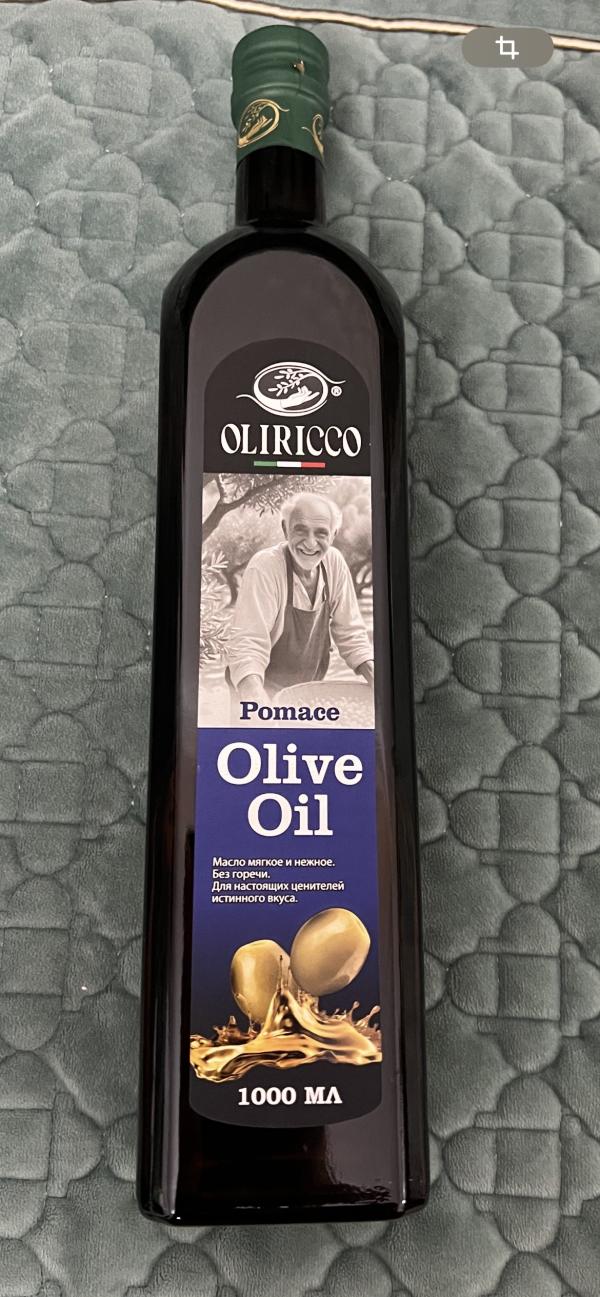 ®
OLIRICCO
Pomace
Olive
Oil
Масло мягкое и нежное.
Без горечи.
Для настоящих ценителей
истинного вкуса.
1000 МЛ